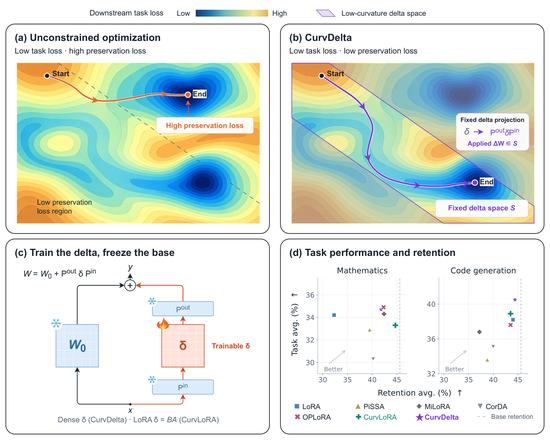 Downstream task loss Low High Low-curvature delta space
(a) Unconstrained optimization
Low task loss · high preservation loss
Start
End
High preservation loss
Low preservation
loss region
(b) CurvDelta
Low task loss · low preservation loss
Start
Fixed delta projection
δ → PᵒᵘᵗδPⁱⁿ
Applied ΔW ∈ S
End
Fixed delta space S
(c) Train the delta, freeze the base
W = W₀ + Pᵒᵘᵗ δ Pⁱⁿ
y
+
Pᵒᵘᵗ
W₀
δ
Trainable δ
Pⁱⁿ
x
Dense δ (CurvDelta) · LoRA δ = BA (CurvLoRA)
(d) Task performance and retention
Mathematics
Code generation
Task avg. (%) ↑
36
34
32
30
40
36
32
Better
Better
30 35 40 45
30 35 40 45
Retention avg. (%) ↑
LoRA PiSSA MiLoRA CorDA
OPLoRA CurvLoRA CurvDelta Base retention